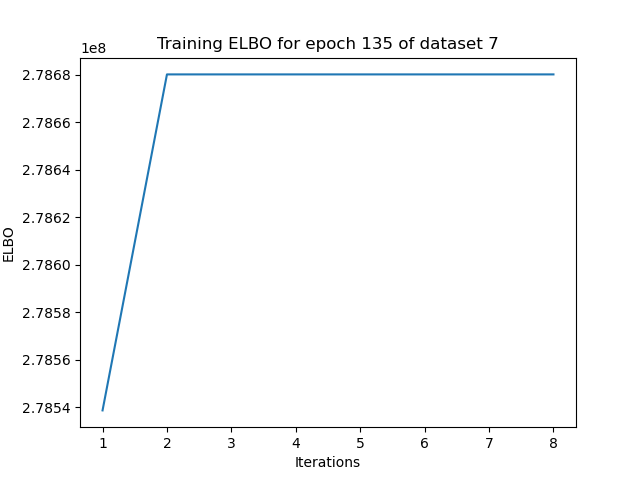 Training ELBO for epoch 135 of dataset 7
1e8
2.7868
2.7866
2.7864
2.7862
2.7860
2.7858
2.7856
2.7854
ELBO
1 2 3 4 5 6 7 8
Iterations